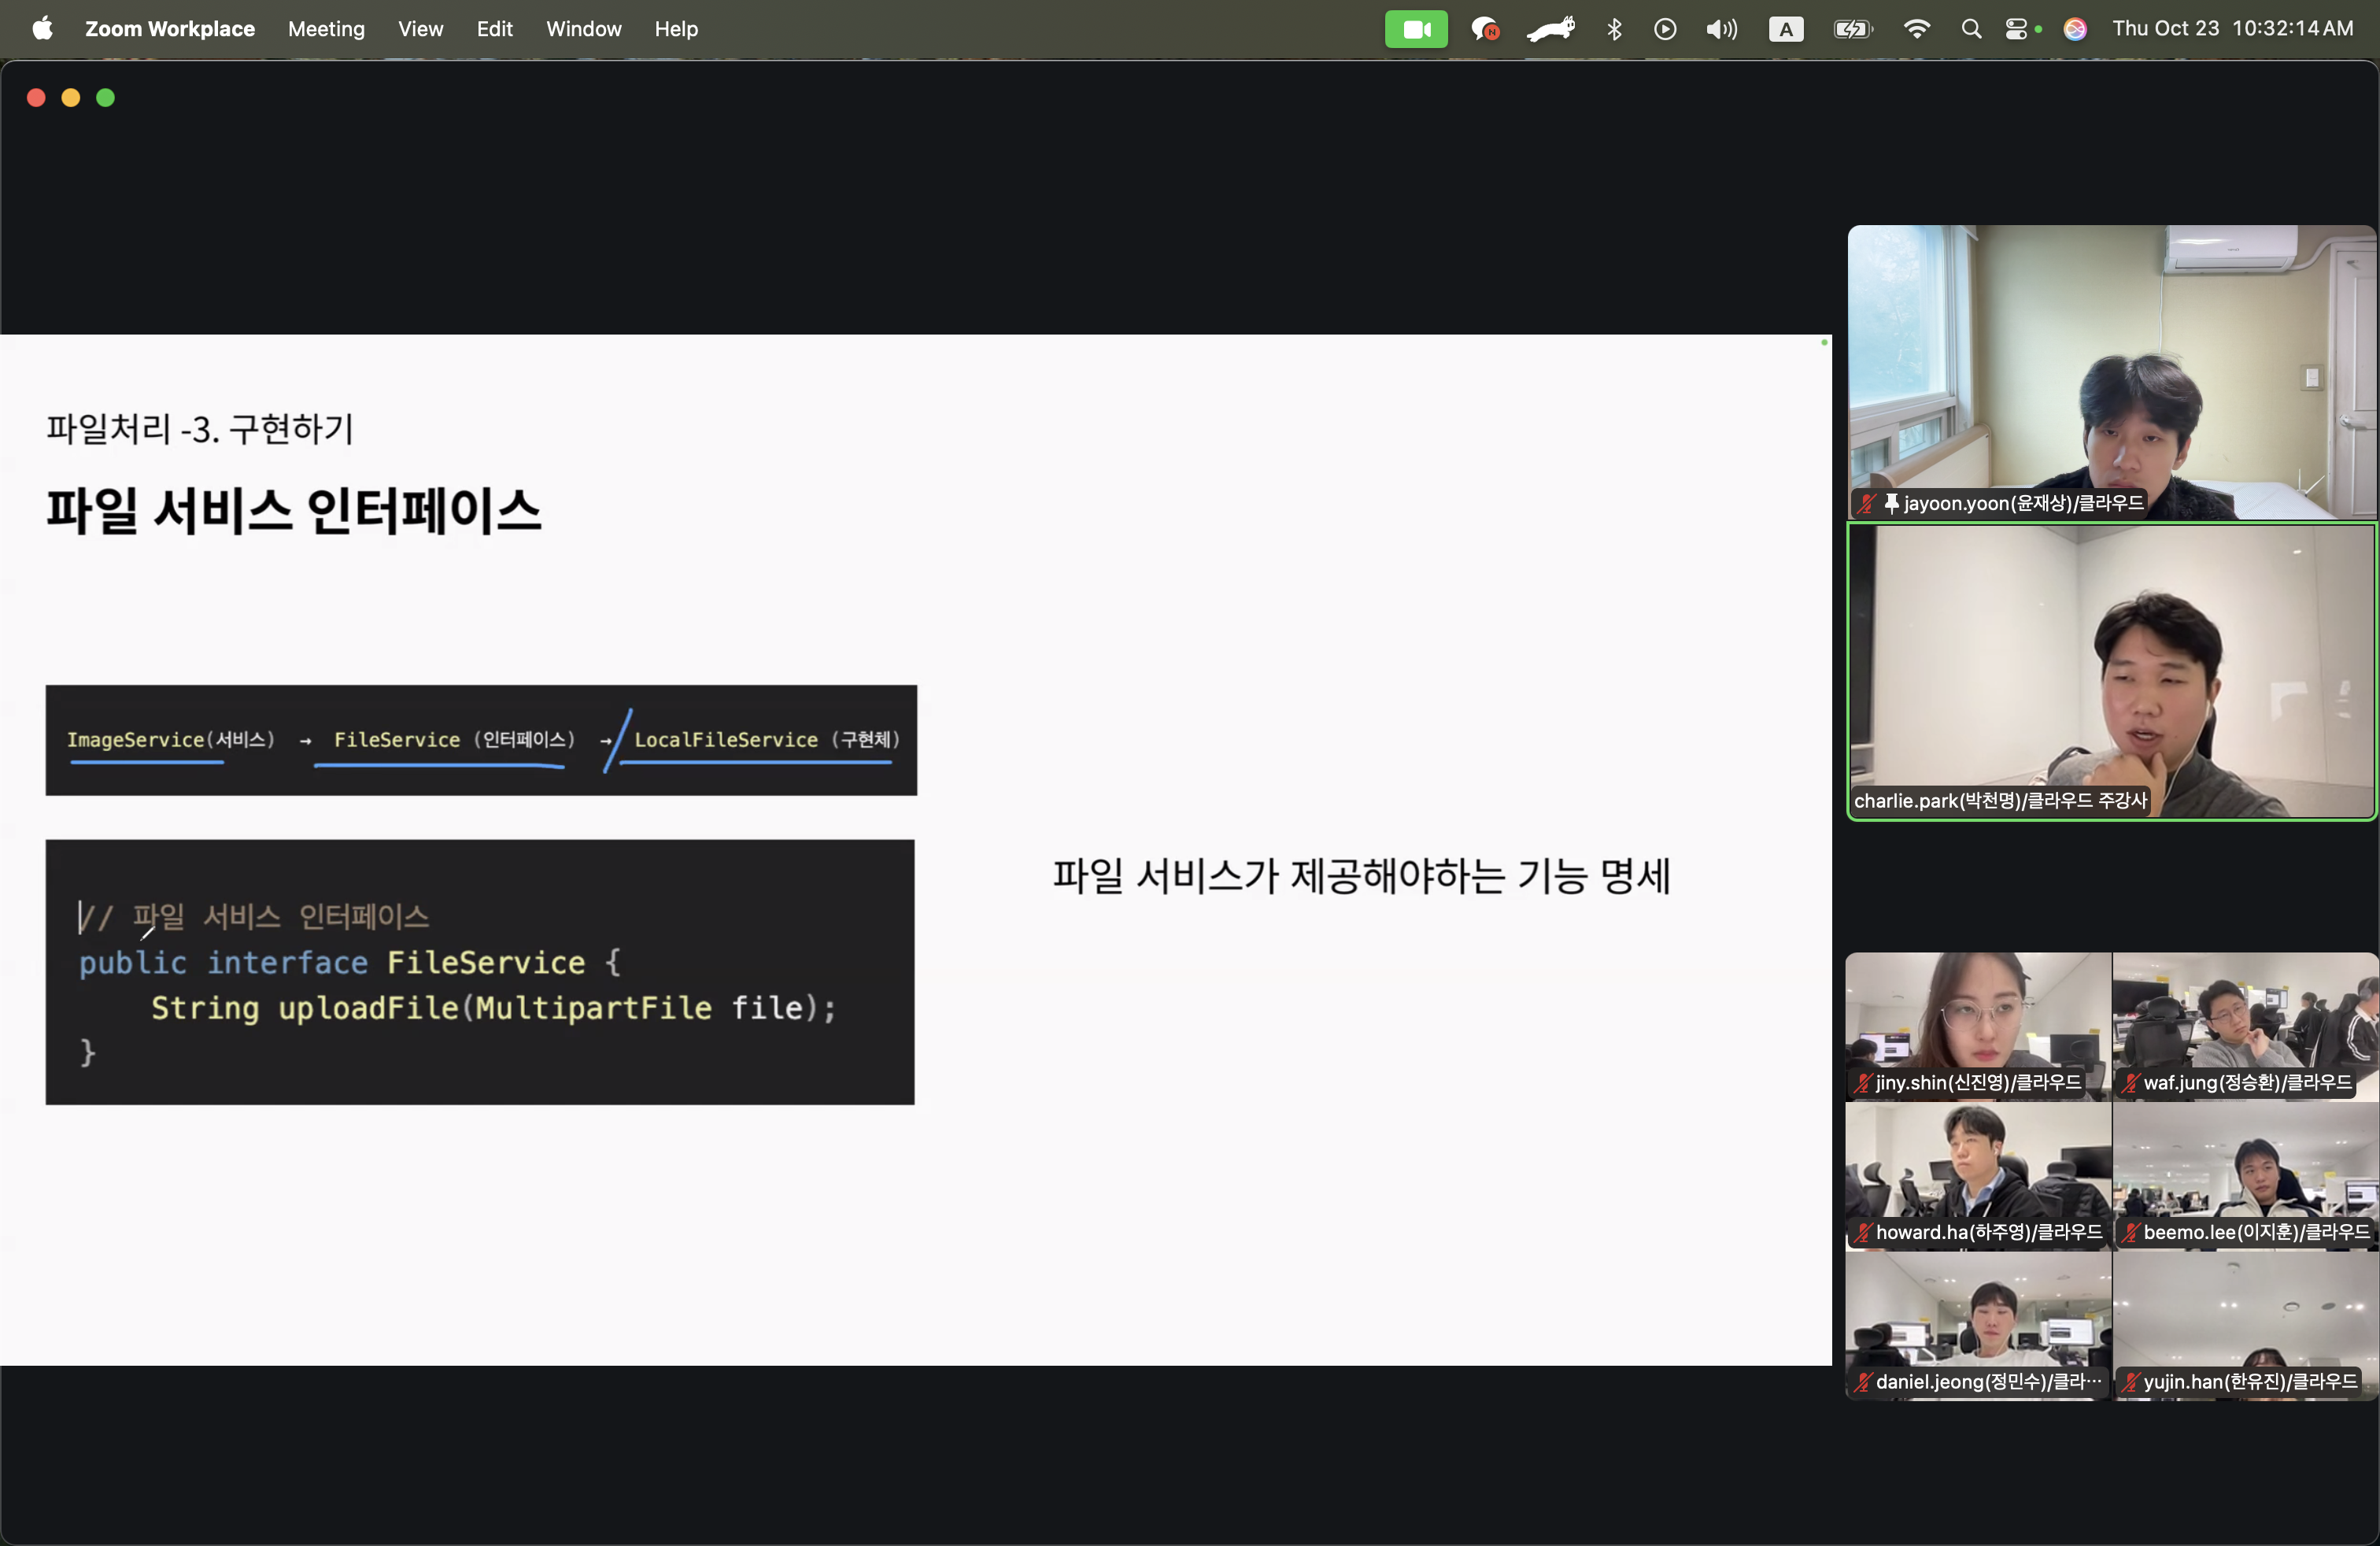 Zoom Workplace Meeting View Edit Window Help
N
A
Thu Oct 23 10:32:14 AM
파일처리 -3. 구현하기
파일 서비스 인터페이스
ImageService(서비스) → FileService (인터페이스) → LocalFileService (구현체)
// 파일 서비스 인터페이스
public interface FileService {
String uploadFile(MultipartFile file);
}
파일 서비스가 제공해야하는 기능 명세
jayoon.yoon(윤재상)/클라우드
charlie.park(박천명)/클라우드 주강사
jiny.shin(신진영)/클라우드
waf.jung(정승환)/클라우드
howard.ha(하주영)/클라우드
beemo.lee(이지훈)/클라우드
daniel.jeong(정민수)/클라…
yujin.han(한유진)/클라우드